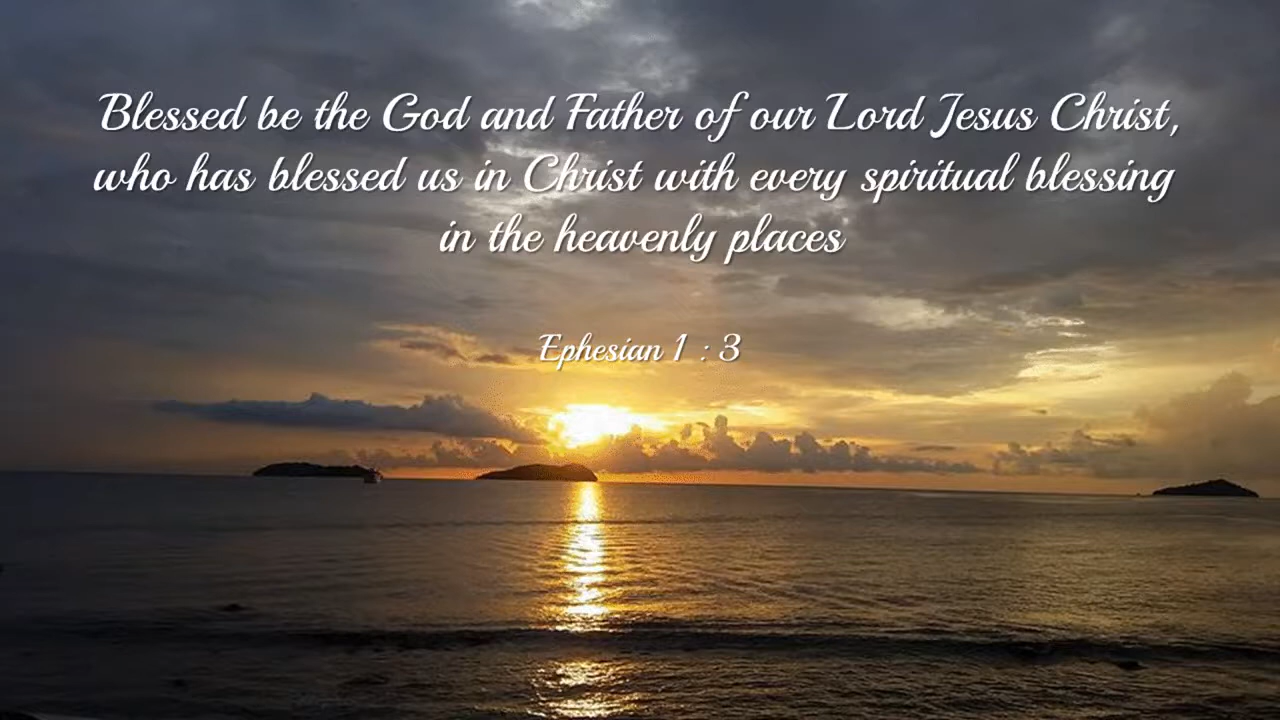 Blessed be the God and Father of our Lord Jesus Christ,
who has blessed us in Christ with every spiritual blessing
in the heavenly places
Ephesian 1 : 3